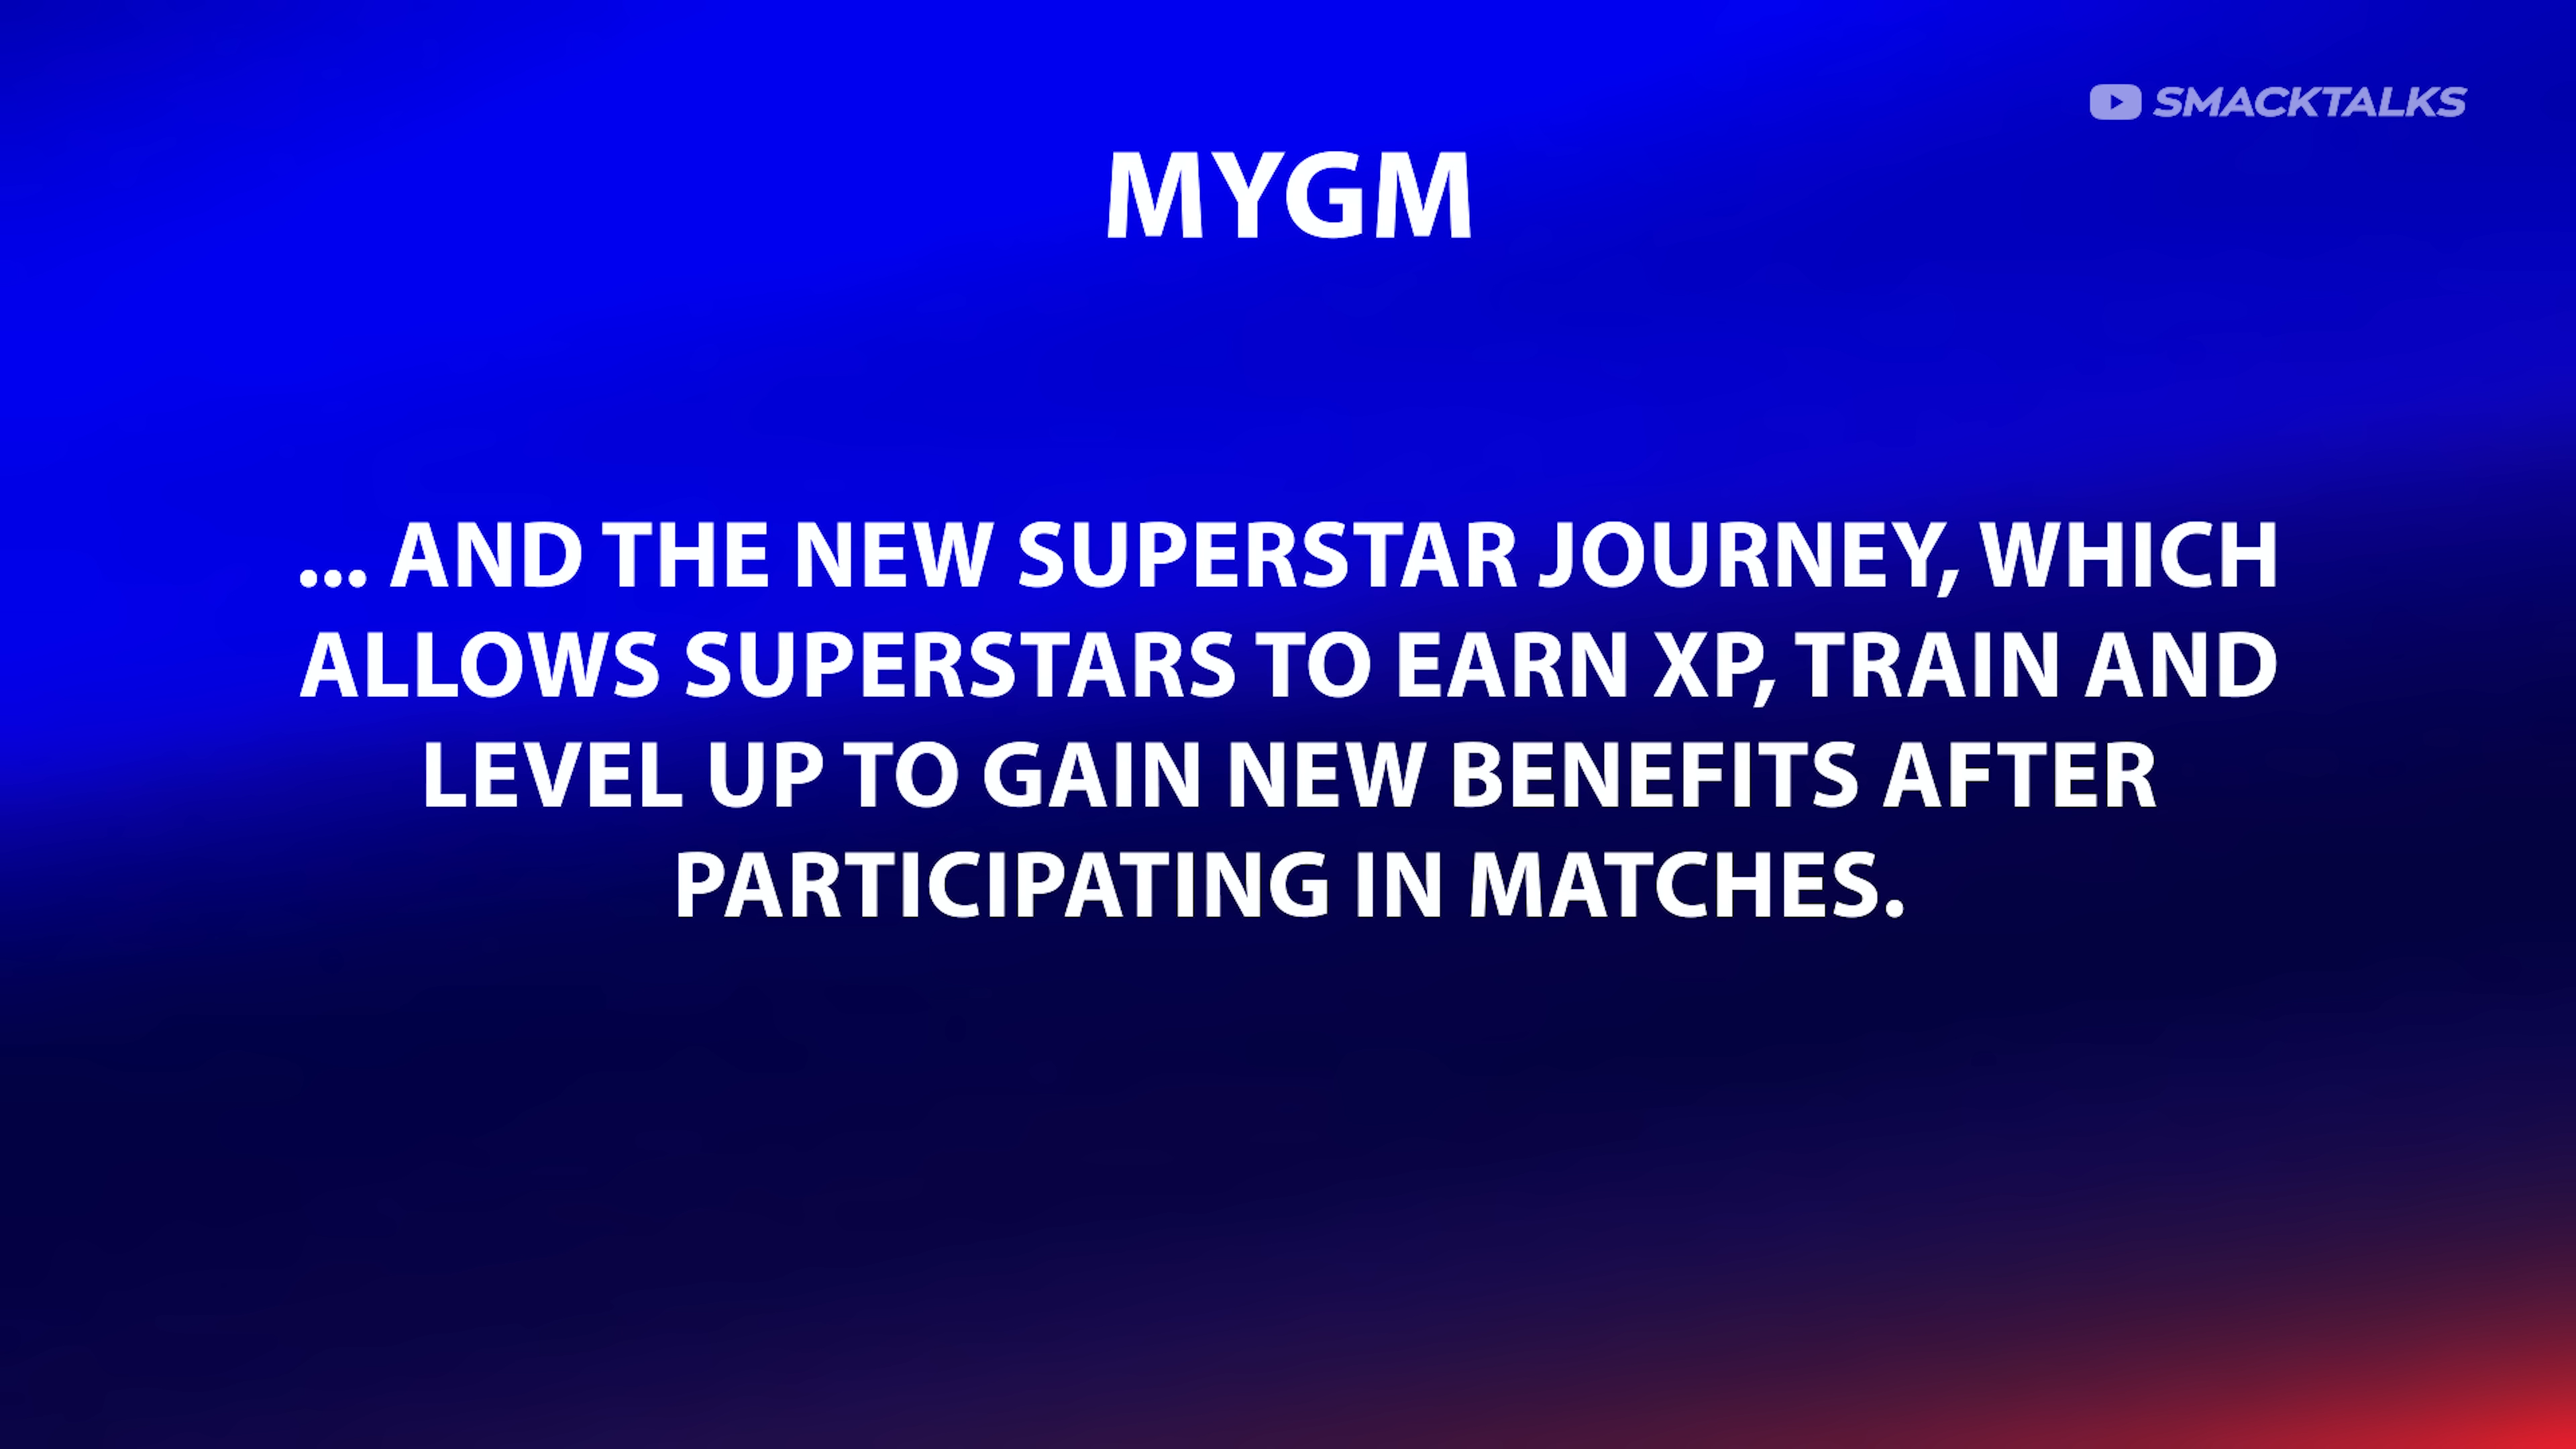 SMACKTALKS
MYGM
... AND THE NEW SUPERSTAR JOURNEY, WHICH
ALLOWS SUPERSTARS TO EARN XP, TRAIN AND
LEVEL UP TO GAIN NEW BENEFITS AFTER
PARTICIPATING IN MATCHES.